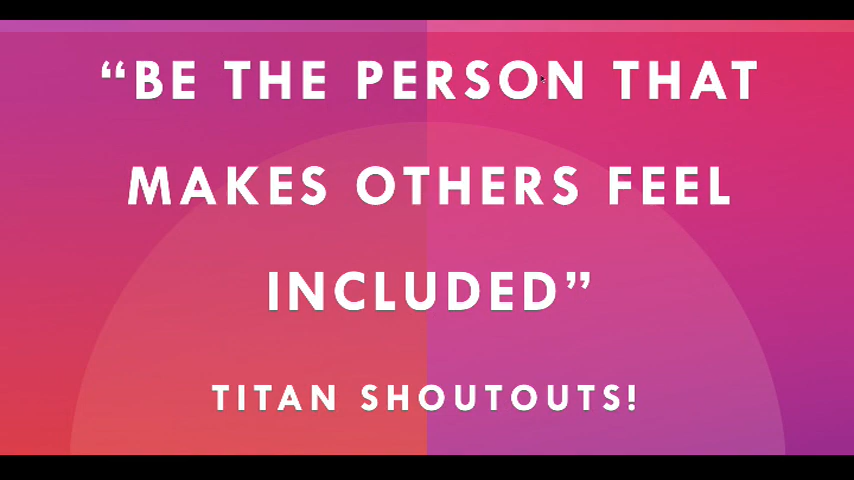 “BE THE PERSON THAT
MAKES OTHERS FEEL
INCLUDED”
TITAN SHOUTOUTS!